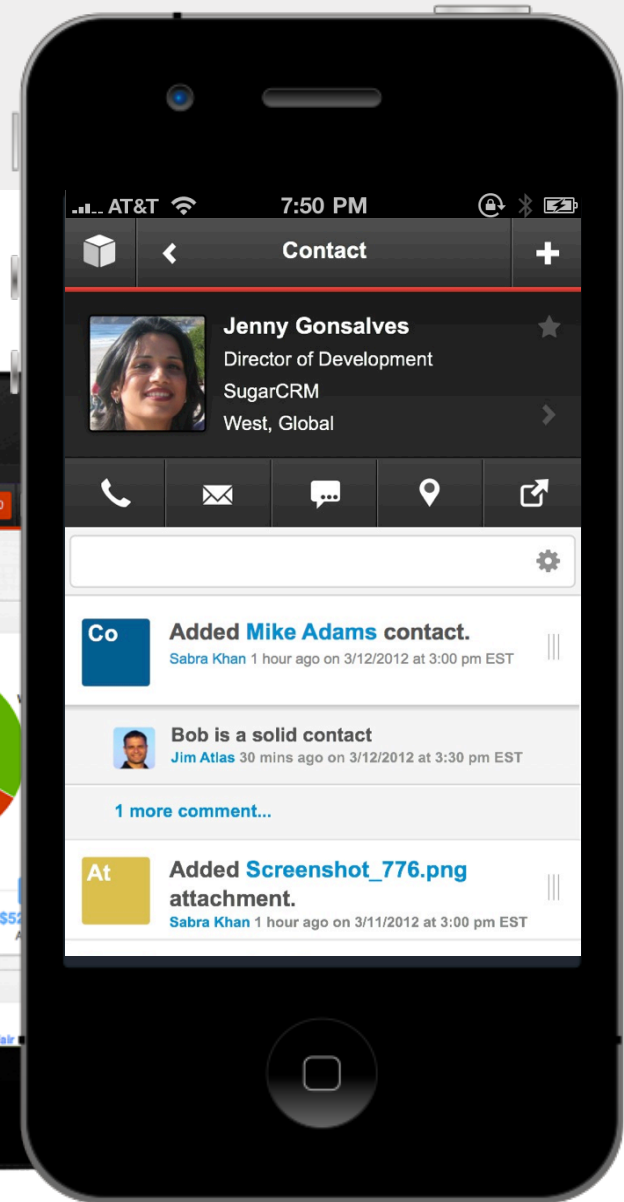 AT&T
7:50 PM
Contact
Jenny Gonsalves
Director of Development
SugarCRM
West, Global
Co
Added Mike Adams contact.
Sabra Khan 1 hour ago on 3/12/2012 at 3:00 pm EST
Bob is a solid contact
Jim Atlas 30 mins ago on 3/12/2012 at 3:30 pm EST
1 more comment...
At
Added Screenshot_776.png
attachment.
Sabra Khan 1 hour ago on 3/11/2012 at 3:00 pm EST